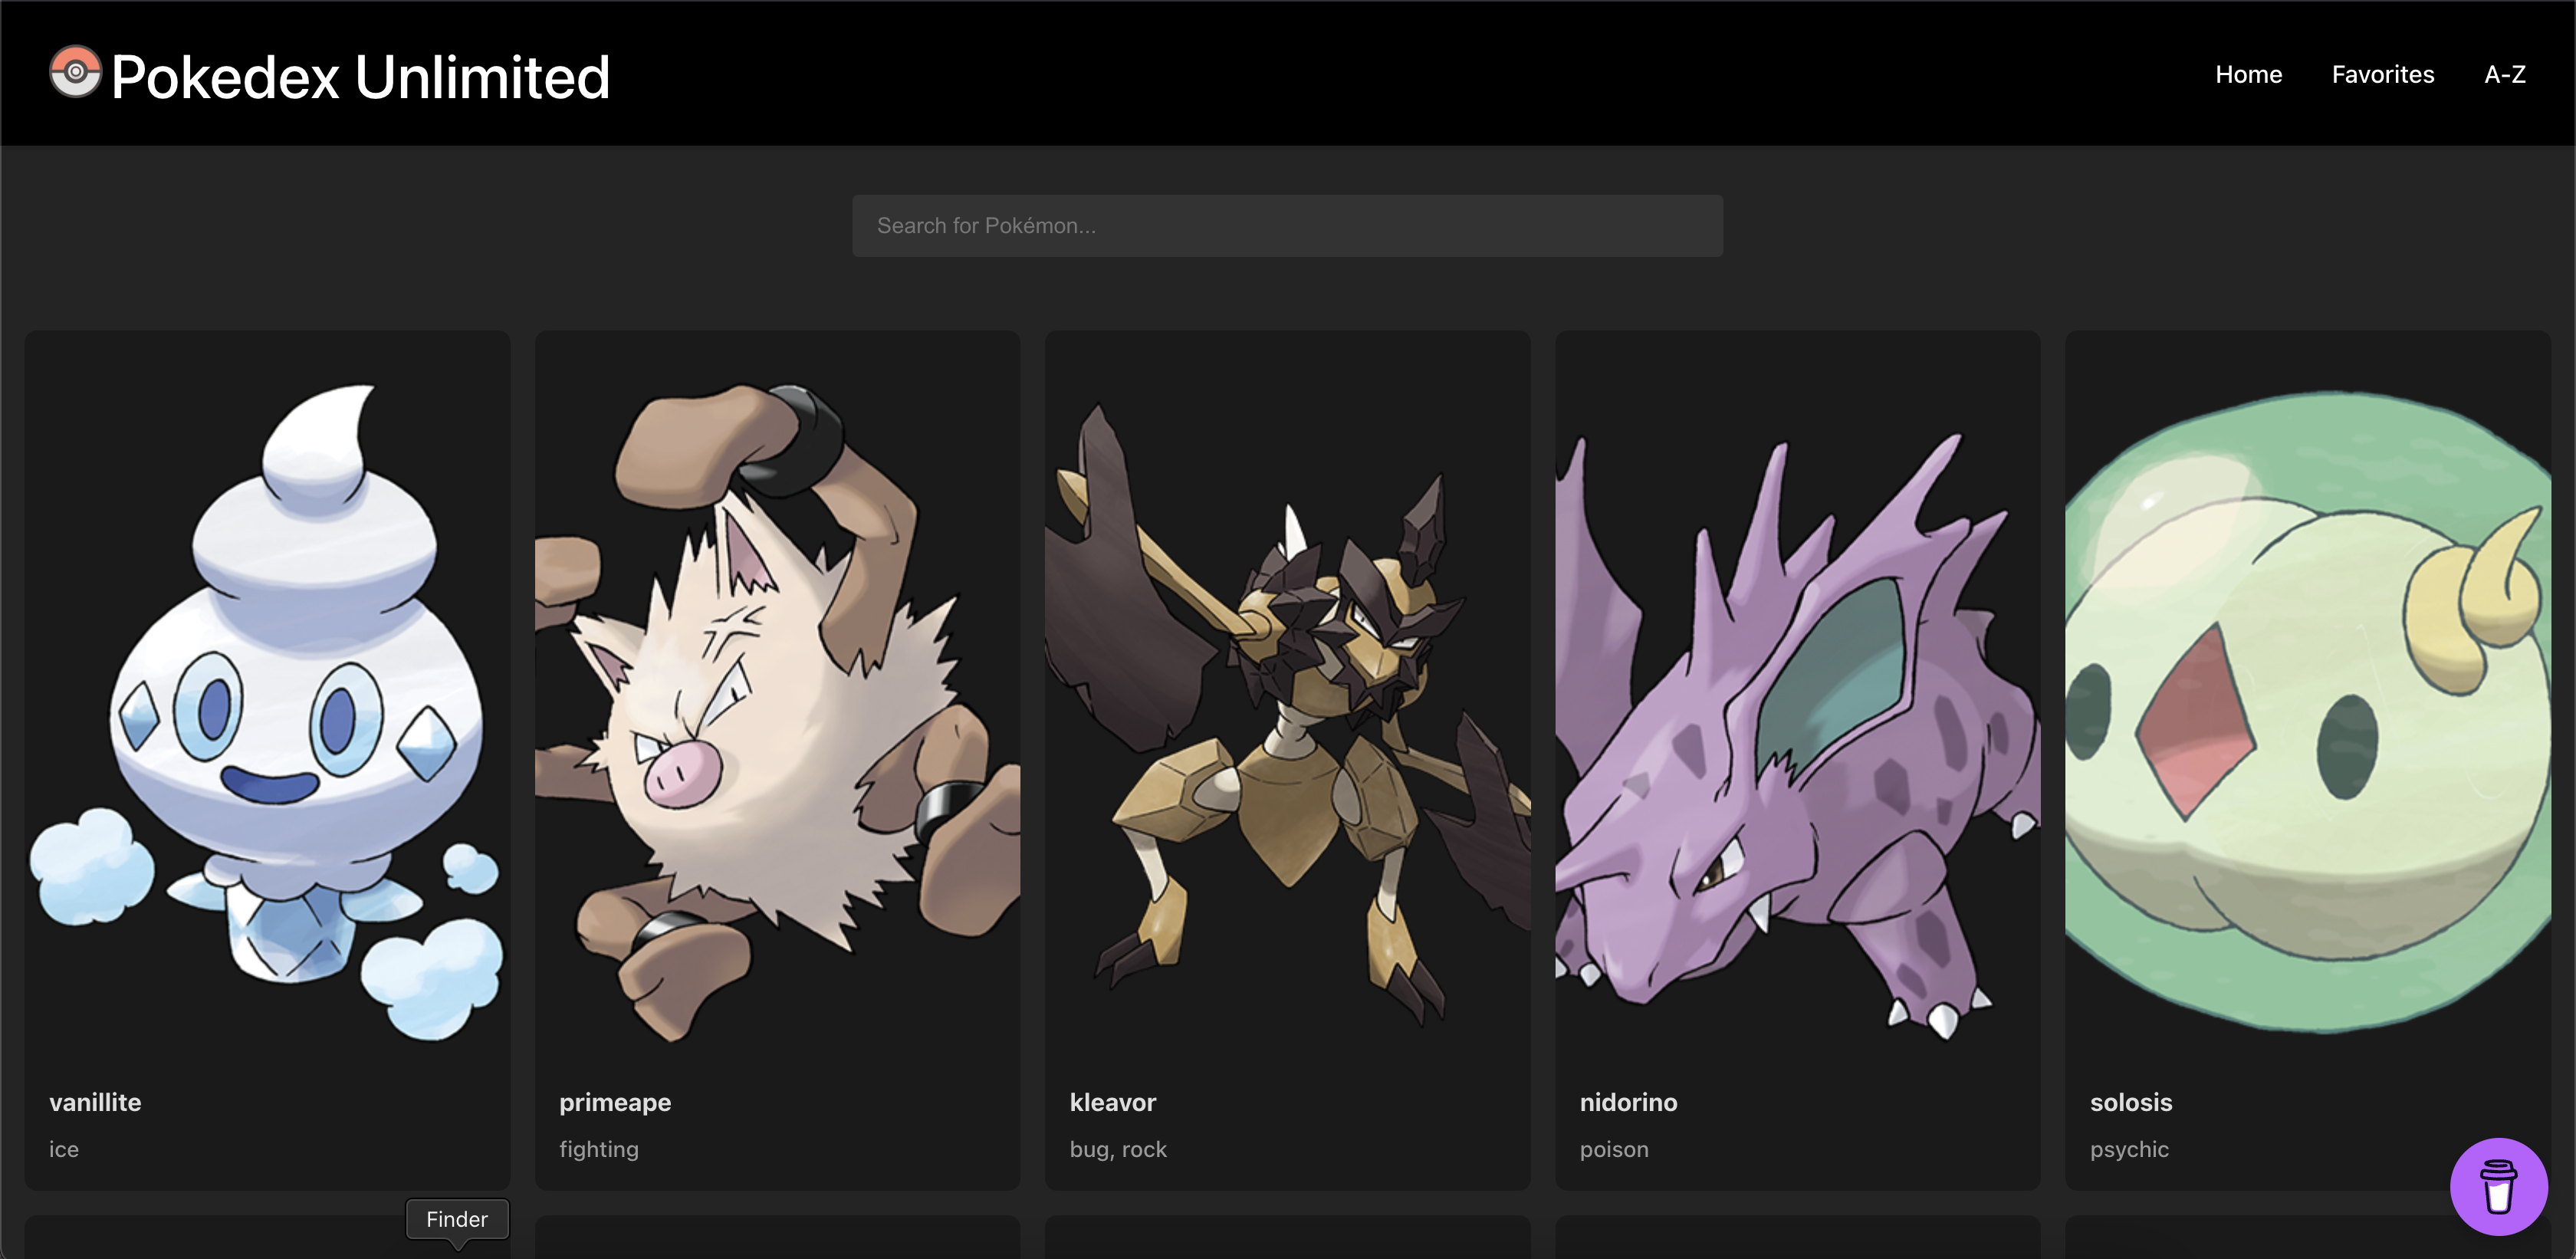 Pokedex Unlimited
Home Favorites A-Z
Search for Pokémon...
vanillite
ice
primeape
fighting
kleavor
bug, rock
nidorino
poison
solosis
psychic
Finder